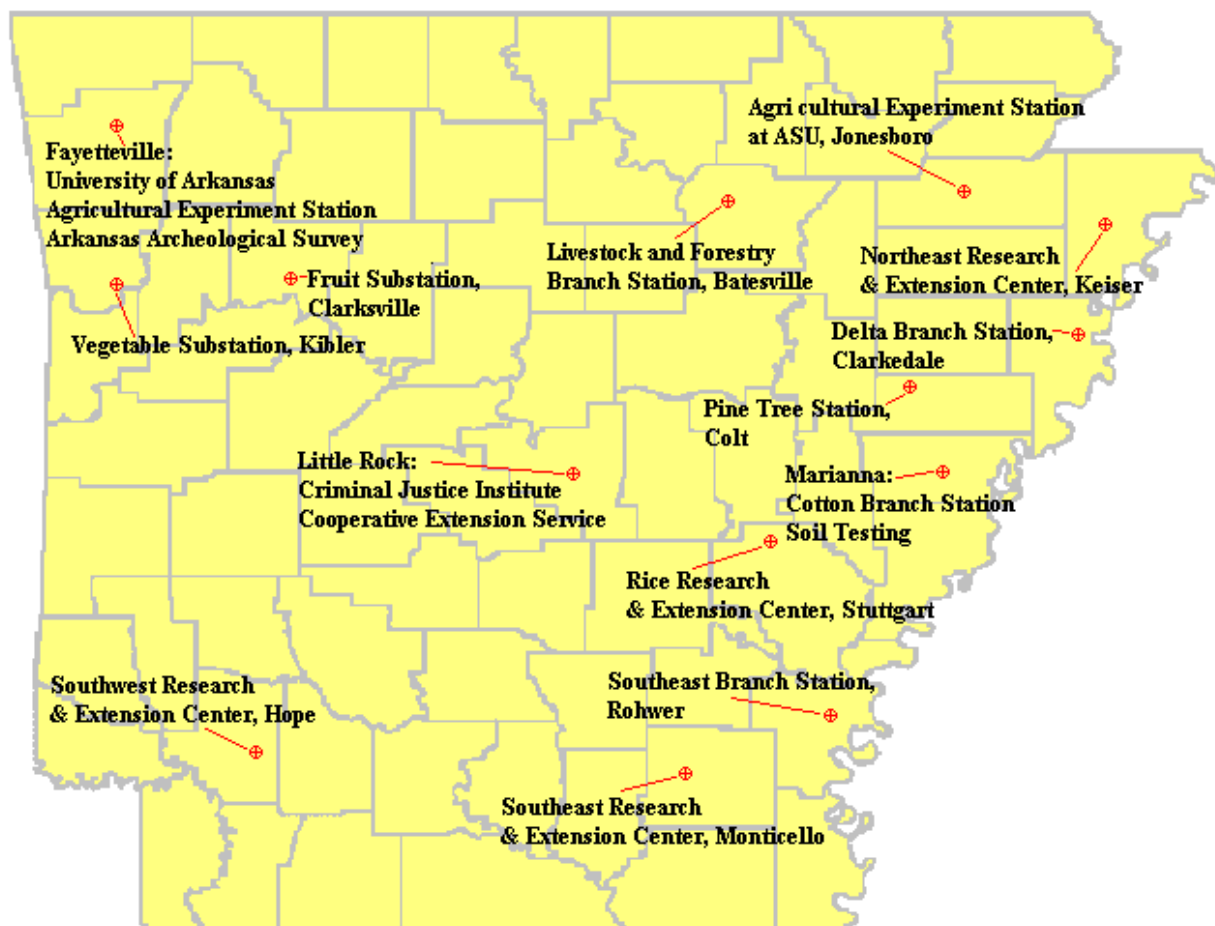 Agri cultural Experiment Station
at ASU, Jonesboro
Fayetteville:
University of Arkansas
Agricultural Experiment Station
Arkansas Archeological Survey
Livestock and Forestry
Branch Station, Batesville
Northeast Research
& Extension Center, Keiser
Fruit Substation,
Clarksville
Vegetable Substation, Kibler
Delta Branch Station,
Clarkedale
Pine Tree Station,
Colt
Little Rock:
Criminal Justice Institute
Cooperative Extension Service
Marianna:
Cotton Branch Station
Soil Testing
Rice Research
& Extension Center, Stuttgart
Southwest Research
& Extension Center, Hope
Southeast Branch Station,
Rohwer
Southeast Research
& Extension Center, Monticello